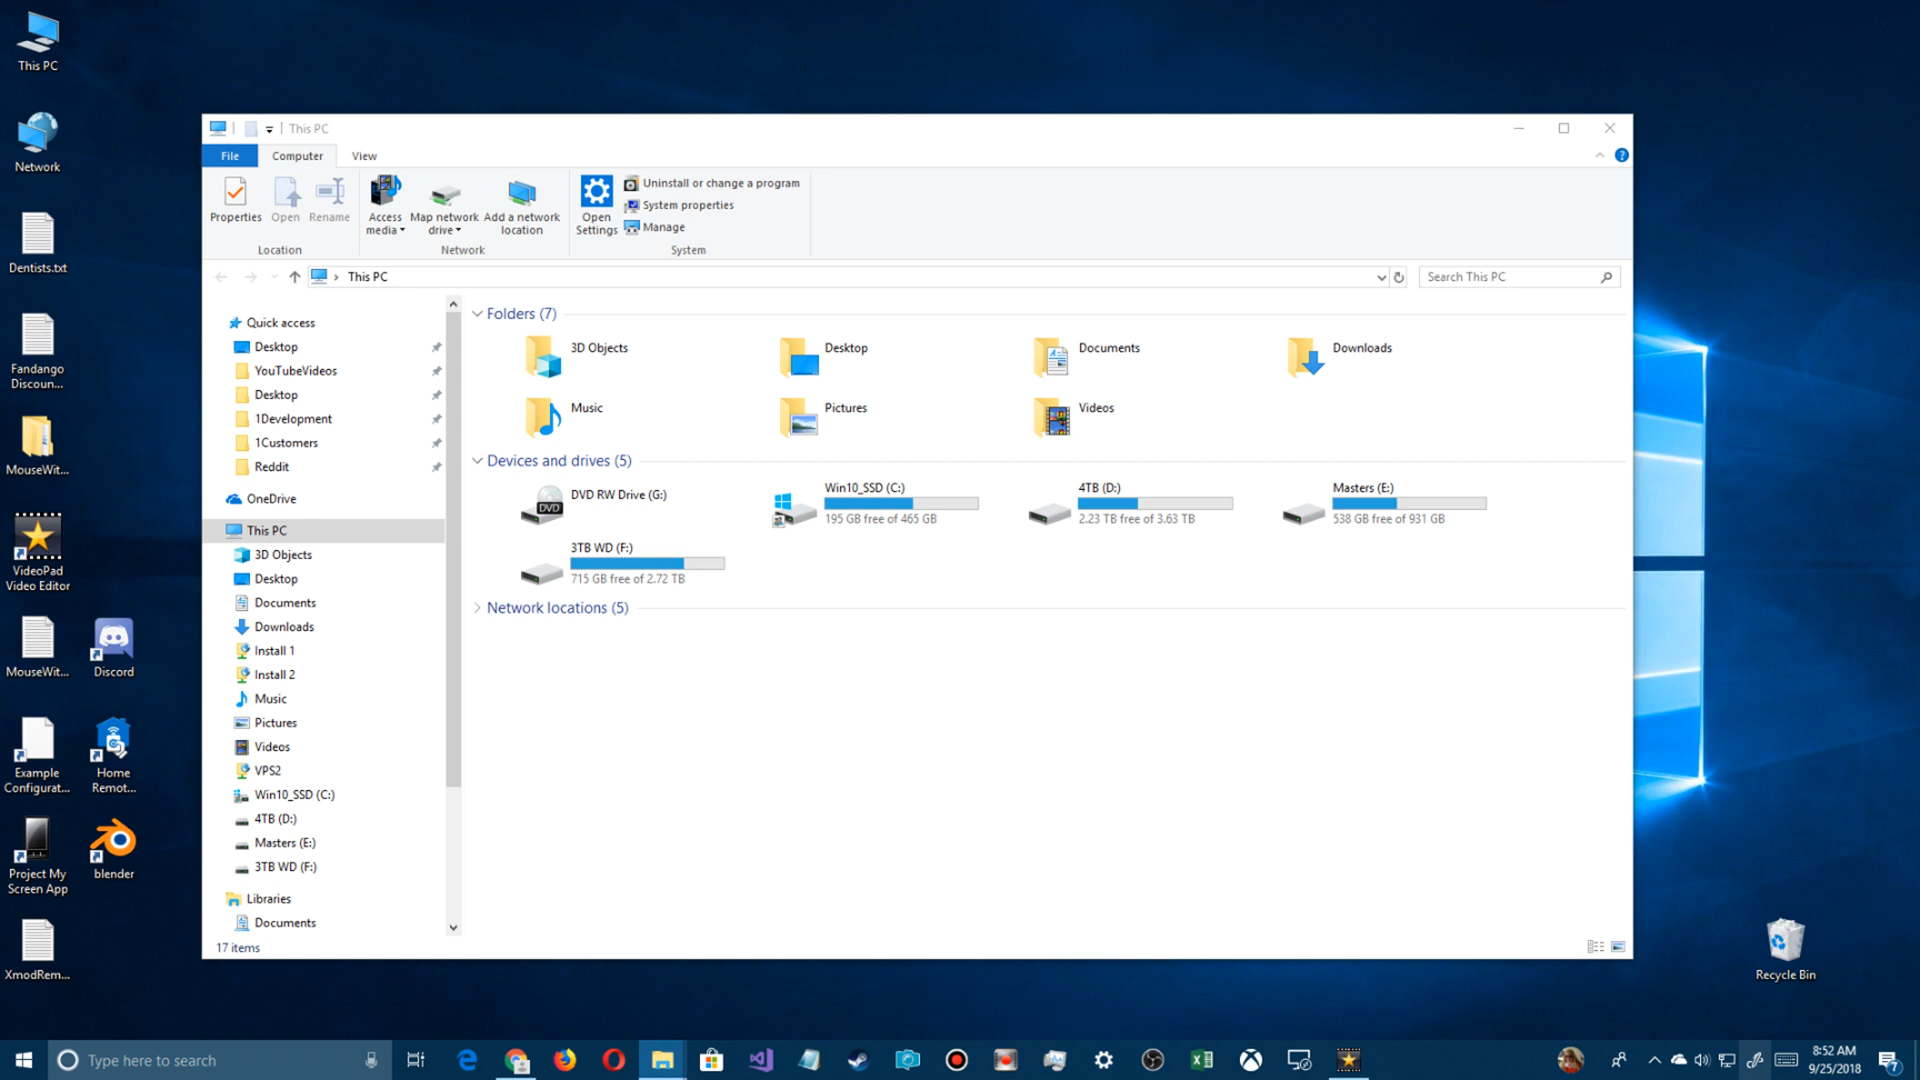 This PC
Network
Dentists.txt
Fandango
Discoun...
MouseWit...
VideoPad
Video Editor
MouseWit...
Discord
Example
Configurat...
Home
Remot...
Project My
Screen App
blender
XmodRem...
This PC
File
Computer
View
Properties
Open
Rename
Location
Access
media
Map network
drive
Add a network
location
Network
Open
Settings
Uninstall or change a program
System properties
Manage
System
This PC
Search This PC
Quick access
Desktop
YouTubeVideos
Desktop
1Development
1Customers
Reddit
OneDrive
This PC
3D Objects
Desktop
Documents
Downloads
Install 1
Install 2
Music
Pictures
Videos
VPS2
Win10_SSD (C:)
4TB (D:)
Masters (E:)
3TB WD (F:)
Libraries
Documents
17 items
Folders (7)
3D Objects
Desktop
Documents
Downloads
Music
Pictures
Videos
Devices and drives (5)
DVD
DVD RW Drive (G:)
Win10_SSD (C:)
195 GB free of 465 GB
4TB (D:)
2.23 TB free of 3.63 TB
Masters (E:)
538 GB free of 931 GB
3TB WD (F:)
715 GB free of 2.72 TB
Network locations (5)
Recycle Bin
Type here to search
8:52 AM
9/25/2018
7